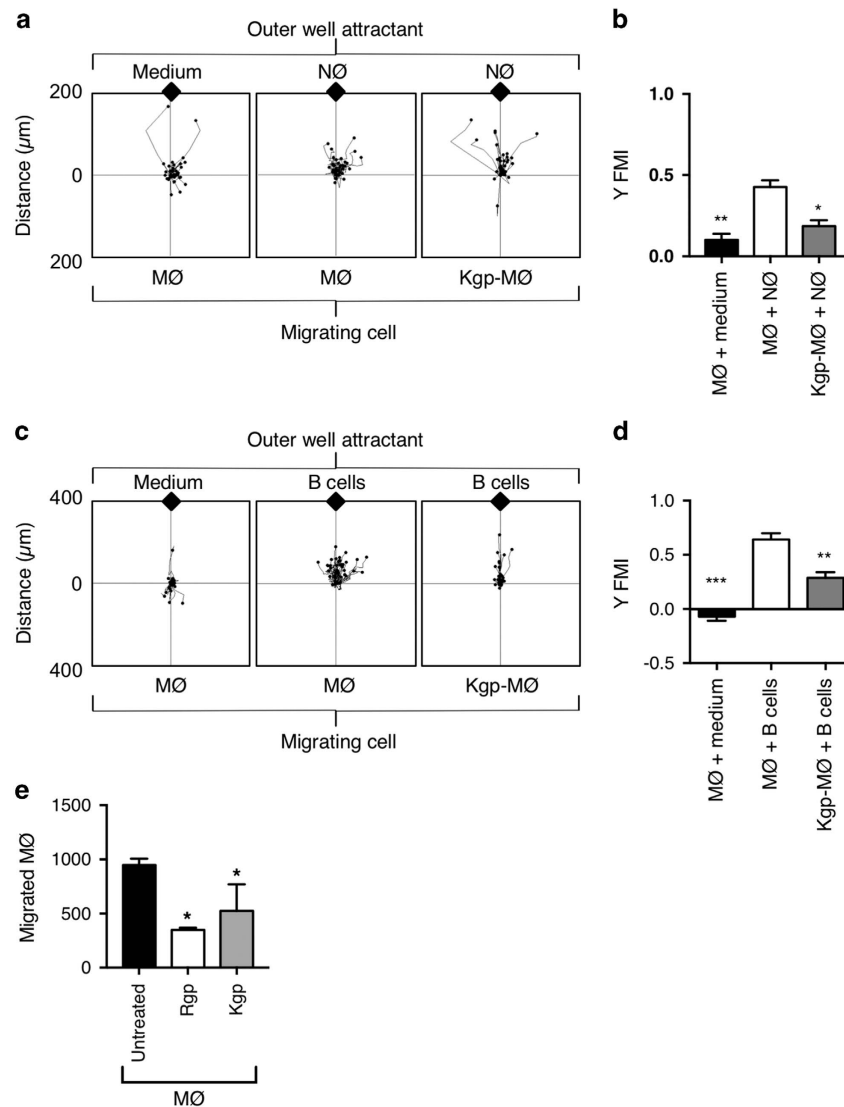 a
Outer well attractant
Medium NØ NØ
200
0
200
Distance (µm)
MØ MØ Kgp-MØ
Migrating cell
b
1.0
0.5
0.0
Y FMI
** *
MØ + medium
MØ + NØ
Kgp-MØ + NØ
c
Outer well attractant
Medium B cells B cells
400
0
400
Distance (µm)
MØ MØ Kgp-MØ
Migrating cell
d
1.0
0.5
0.0
-0.5
Y FMI
*** **
MØ + medium
MØ + B cells
Kgp-MØ + B cells
e
1500
1000
500
0
Migrated MØ
* *
Untreated
Rgp
Kgp
MØ